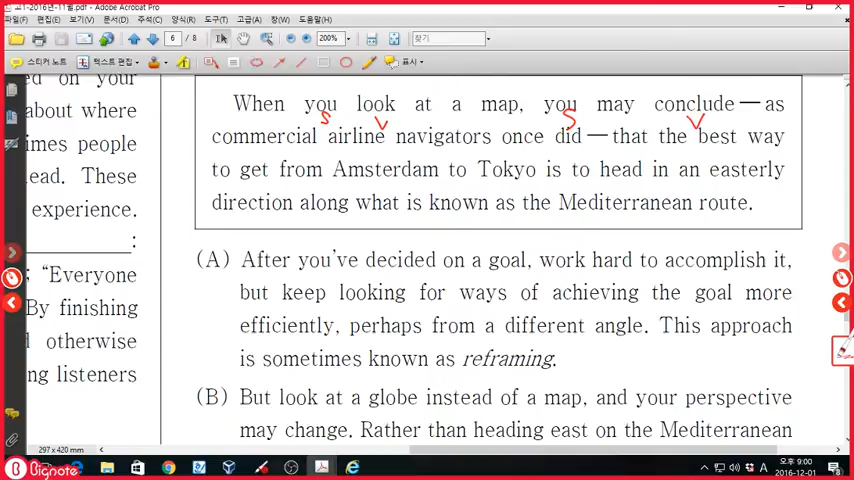 고1-2016년-11월.pdf - Adobe Acrobat Pro
파일(F) 편집(E) 보기(V) 문서(D) 주석(C) 양식(R) 도구(T) 고급(A) 창(W) 도움말(H)
6 / 8 200% 찾기
스티커 노트 텍스트 편집 표시
ed on your
about where
imes people
ead. These
experience.
:
; “Everyone
By finishing
l otherwise
ng listeners
When you look at a map, you may conclude — as
S V S V
commercial airline navigators once did — that the best way
to get from Amsterdam to Tokyo is to head in an easterly
direction along what is known as the Mediterranean route.
(A) After you’ve decided on a goal, work hard to accomplish it,
but keep looking for ways of achieving the goal more
efficiently, perhaps from a different angle. This approach
is sometimes known as reframing.
(B) But look at a globe instead of a map, and your perspective
may change. Rather than heading east on the Mediterranean
297 x 420 mm
Bignote
A 오후 9:00
2016-12-01